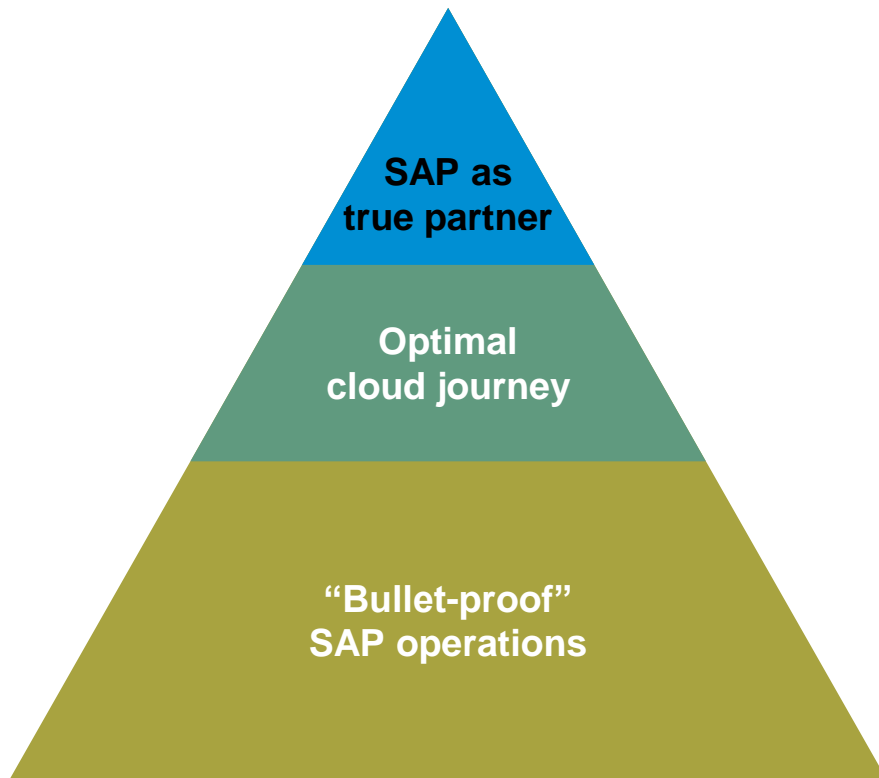 SAP as
true partner
Optimal
cloud journey
“Bullet-proof”
SAP operations